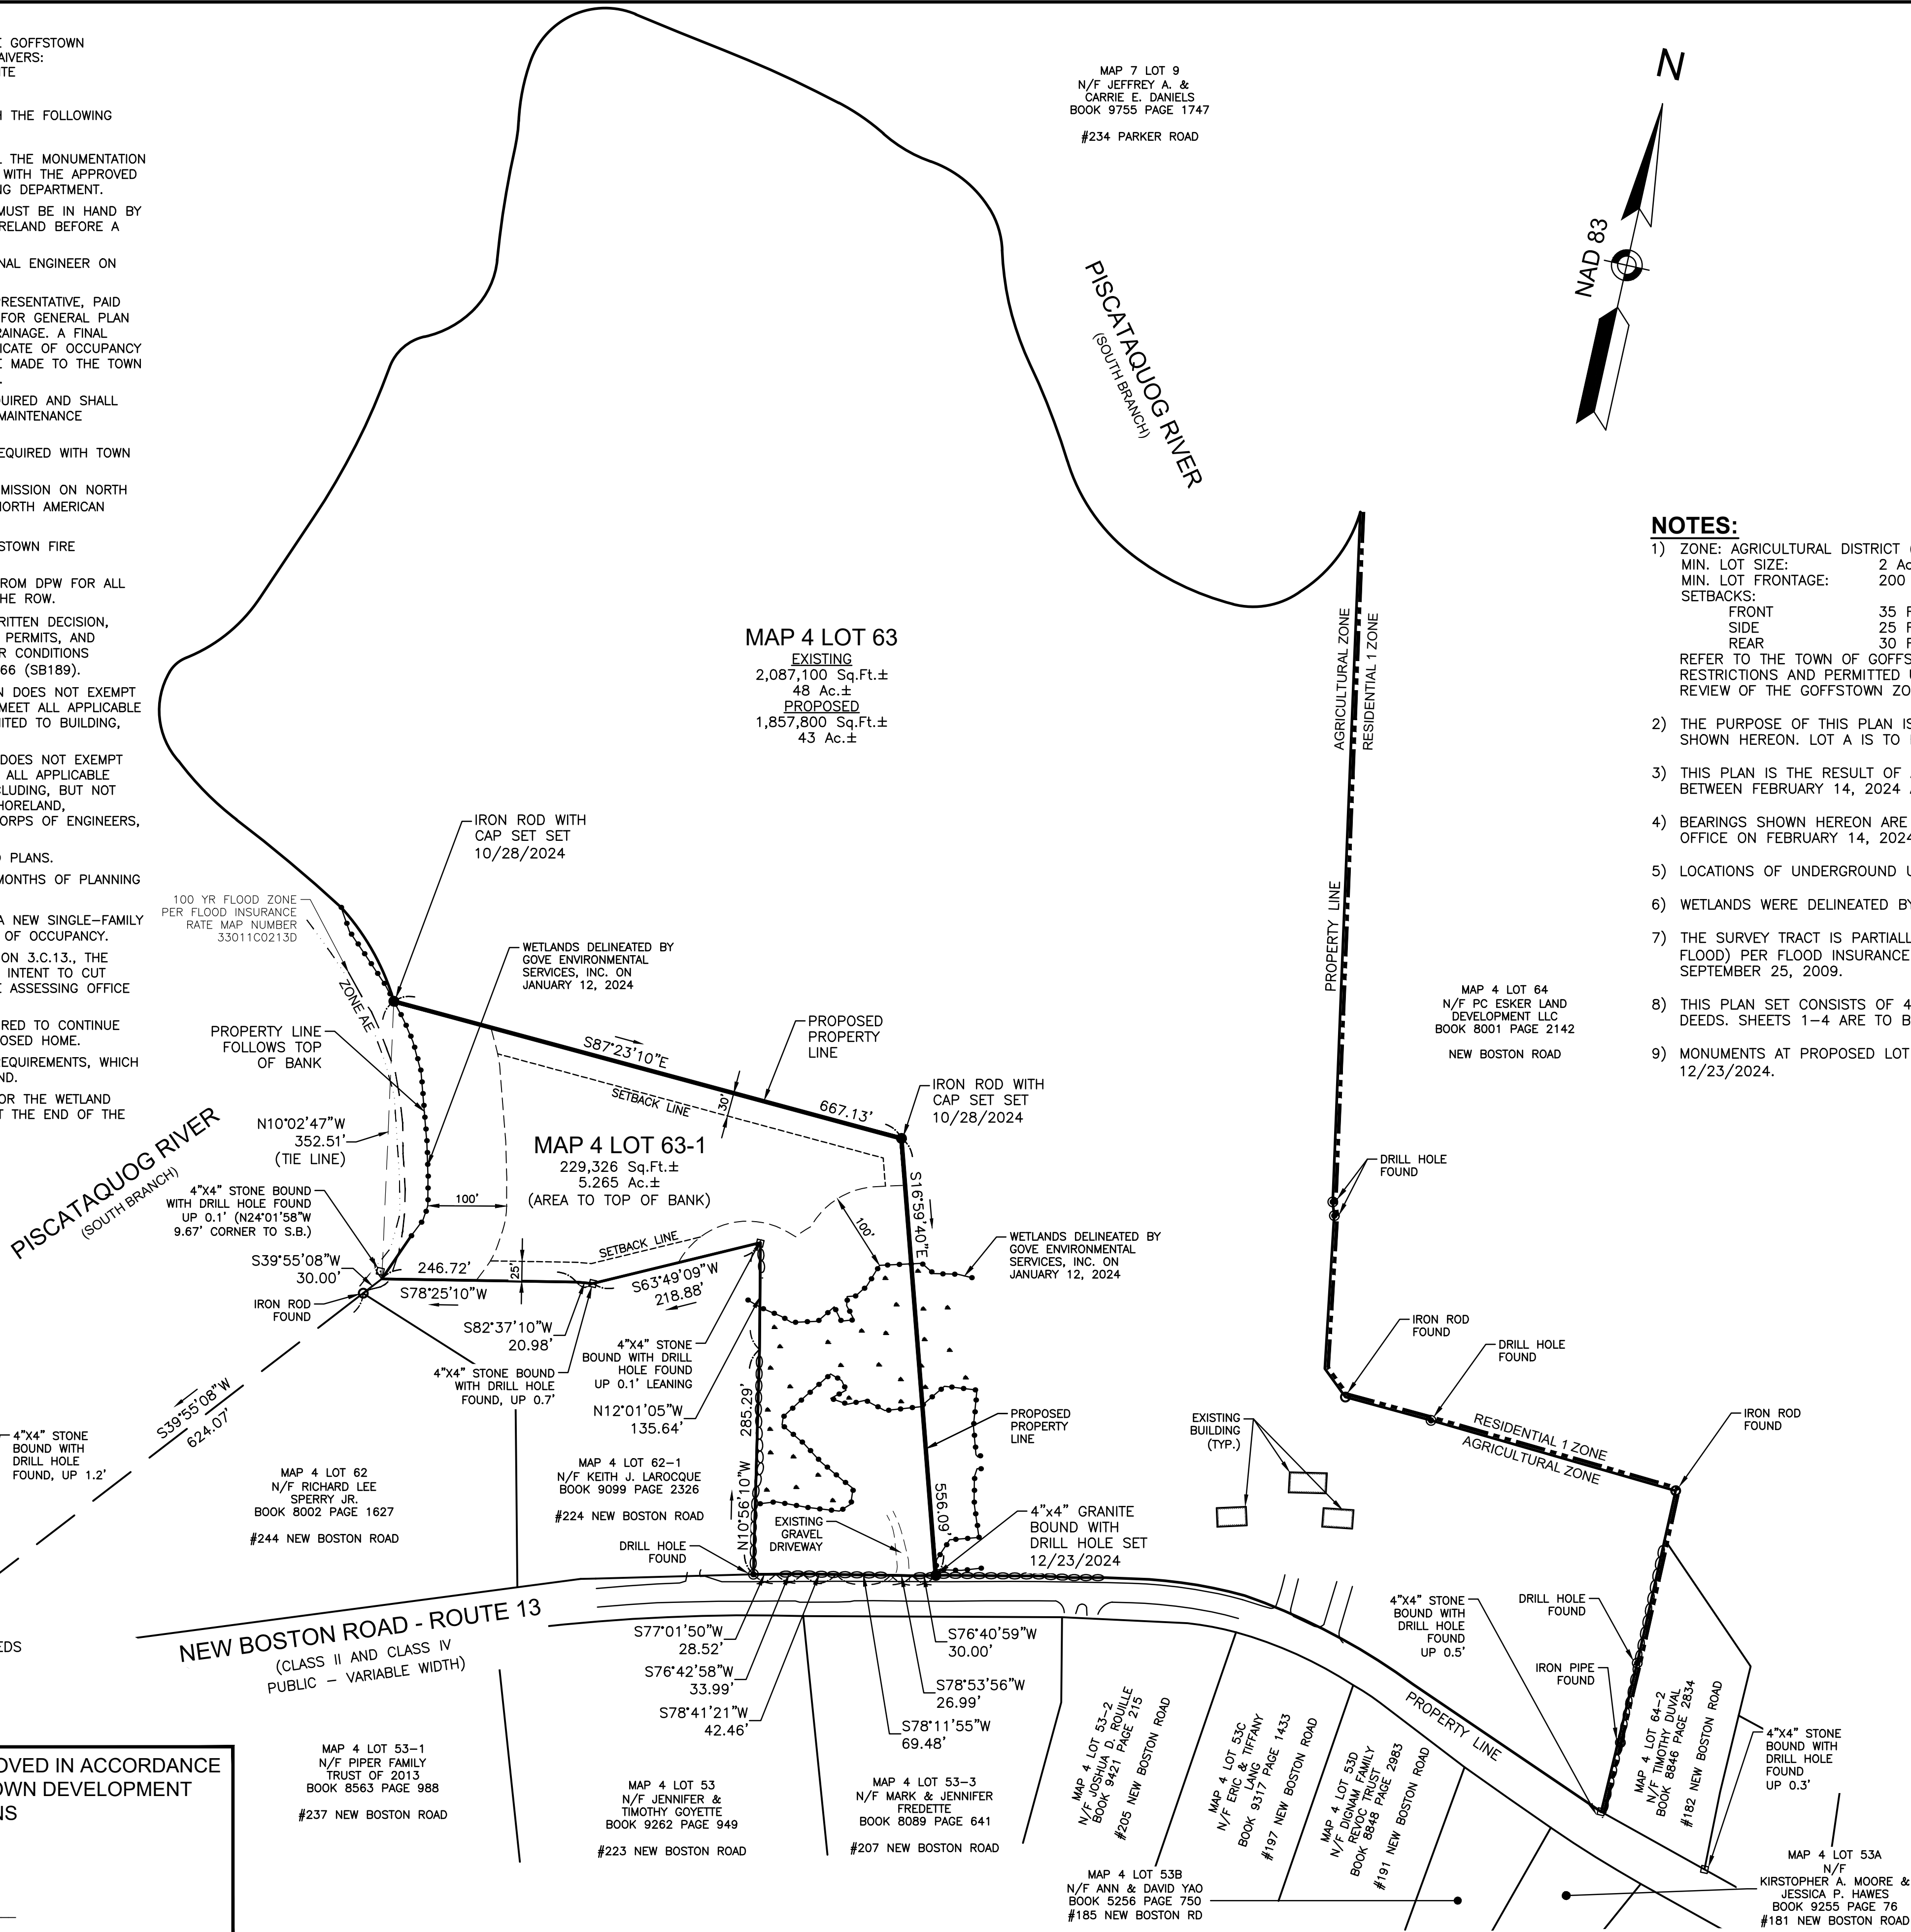 E GOFFSTOWN
AIVERS:
ITE
H THE FOLLOWING
L THE MONUMENTATION
WITH THE APPROVED
NG DEPARTMENT.
MUST BE IN HAND BY
RELAND BEFORE A
NAL ENGINEER ON
PRESENTATIVE, PAID
FOR GENERAL PLAN
RAINAGE. A FINAL
ICATE OF OCCUPANCY
E MADE TO THE TOWN
.
QUIRED AND SHALL
MAINTENANCE
EQUIRED WITH TOWN
MISSION ON NORTH
NORTH AMERICAN
STOWN FIRE
ROM DPW FOR ALL
HE ROW.
RITTEN DECISION,
PERMITS, AND
R CONDITIONS
66 (SB189).
N DOES NOT EXEMPT
MEET ALL APPLICABLE
ITED TO BUILDING,
DOES NOT EXEMPT
ALL APPLICABLE
CLUDING, BUT NOT
HORELAND,
ORPS OF ENGINEERS,
D PLANS.
MONTHS OF PLANNING
A NEW SINGLE-FAMILY
OF OCCUPANCY.
ON 3.C.13., THE
INTENT TO CUT
E ASSESSING OFFICE
RED TO CONTINUE
POSED HOME.
REQUIREMENTS, WHICH
ND.
OR THE WETLAND
T THE END OF THE
MAP 7 LOT 9
N/F JEFFREY A. &
CARRIE E. DANIELS
BOOK 9755 PAGE 1747
#234 PARKER ROAD
N
NAD 83
PISCATAQUOG RIVER
(SOUTH BRANCH)
NOTES:
1) ZONE: AGRICULTURAL DISTRICT (
MIN. LOT SIZE: 2 Ac
MIN. LOT FRONTAGE: 200
SETBACKS:
FRONT 35 F
SIDE 25 F
REAR 30 F
REFER TO THE TOWN OF GOFFS
RESTRICTIONS AND PERMITTED U
REVIEW OF THE GOFFSTOWN ZO
2) THE PURPOSE OF THIS PLAN IS
SHOWN HEREON. LOT A IS TO
3) THIS PLAN IS THE RESULT OF
BETWEEN FEBRUARY 14, 2024
4) BEARINGS SHOWN HEREON ARE
OFFICE ON FEBRUARY 14, 2024
5) LOCATIONS OF UNDERGROUND U
6) WETLANDS WERE DELINEATED BY
7) THE SURVEY TRACT IS PARTIALL
FLOOD) PER FLOOD INSURANCE
SEPTEMBER 25, 2009.
8) THIS PLAN SET CONSISTS OF 4
DEEDS. SHEETS 1-4 ARE TO B
9) MONUMENTS AT PROPOSED LOT
12/23/2024.
MAP 4 LOT 63
EXISTING
2,087,100 Sq.Ft.±
48 Ac.±
PROPOSED
1,857,800 Sq.Ft.±
43 Ac.±
AGRICULTURAL ZONE
RESIDENTIAL 1 ZONE
PROPERTY LINE
IRON ROD WITH
CAP SET SET
10/28/2024
100 YR FLOOD ZONE
PER FLOOD INSURANCE
RATE MAP NUMBER
33011C0213D
ZONE AE
WETLANDS DELINEATED BY
GOVE ENVIRONMENTAL
SERVICES, INC. ON
JANUARY 12, 2024
PROPERTY LINE
FOLLOWS TOP
OF BANK
S87°23'10"E
667.13'
PROPOSED
PROPERTY
LINE
SETBACK LINE
30'
IRON ROD WITH
CAP SET SET
10/28/2024
MAP 4 LOT 64
N/F PC ESKER LAND
DEVELOPMENT LLC
BOOK 8001 PAGE 2142
NEW BOSTON ROAD
N10°02'47"W
352.51'
(TIE LINE)
MAP 4 LOT 63-1
229,326 Sq.Ft.±
5.265 Ac.±
(AREA TO TOP OF BANK)
PISCATAQUOG RIVER
(SOUTH BRANCH)
4"X4" STONE BOUND
WITH DRILL HOLE FOUND
UP 0.1' (N24°01'58"W
9.67' CORNER TO S.B.)
100'
S16°59'40"E
556.09'
DRILL HOLE
FOUND
100'
WETLANDS DELINEATED BY
GOVE ENVIRONMENTAL
SERVICES, INC. ON
JANUARY 12, 2024
S39°55'08"W
30.00'
246.72'
S78°25'10"W
25'
SETBACK LINE
S63°49'09"W
218.88'
IRON ROD
FOUND
S82°37'10"W
20.98'
4"X4" STONE BOUND
WITH DRILL HOLE
FOUND, UP 0.7'
4"X4" STONE
BOUND WITH DRILL
HOLE FOUND
UP 0.1' LEANING
N12°01'05"W
135.64'
285.29'
N10°56'10"W
IRON ROD
FOUND
DRILL HOLE
FOUND
S39°55'08"W
624.07'
4"X4" STONE
BOUND WITH
DRILL HOLE
FOUND, UP 1.2'
PROPOSED
PROPERTY
LINE
EXISTING
BUILDING
(TYP.)
RESIDENTIAL 1 ZONE
AGRICULTURAL ZONE
IRON ROD
FOUND
MAP 4 LOT 62
N/F RICHARD LEE
SPERRY JR.
BOOK 8002 PAGE 1627
#244 NEW BOSTON ROAD
MAP 4 LOT 62-1
N/F KEITH J. LAROCQUE
BOOK 9099 PAGE 2326
#224 NEW BOSTON ROAD
DRILL HOLE
FOUND
EXISTING
GRAVEL
DRIVEWAY
4"x4" GRANITE
BOUND WITH
DRILL HOLE SET
12/23/2024
NEW BOSTON ROAD - ROUTE 13
(CLASS II AND CLASS IV
PUBLIC - VARIABLE WIDTH)
EDS
S77°01'50"W
28.52'
S76°42'58"W
33.99'
S78°41'21"W
42.46'
S76°40'59"W
30.00'
S78°53'56"W
26.99'
S78°11'55"W
69.48'
4"X4" STONE
BOUND WITH
DRILL HOLE
FOUND
UP 0.5'
DRILL HOLE
FOUND
IRON PIPE
FOUND
PROPERTY LINE
MAP 4 LOT 64-2
N/F TIMOTHY DUVAL
BOOK 8846 PAGE 2834
#182 NEW BOSTON ROAD
4"X4" STONE
BOUND WITH
DRILL HOLE
FOUND
UP 0.3'
OVED IN ACCORDANCE
OWN DEVELOPMENT
NS
MAP 4 LOT 53-1
N/F PIPER FAMILY
TRUST OF 2013
BOOK 8563 PAGE 988
#237 NEW BOSTON ROAD
MAP 4 LOT 53
N/F JENNIFER &
TIMOTHY GOYETTE
BOOK 9262 PAGE 949
#223 NEW BOSTON ROAD
MAP 4 LOT 53-3
N/F MARK & JENNIFER
FREDETTE
BOOK 8089 PAGE 641
#207 NEW BOSTON ROAD
MAP 4 LOT 53-2
N/F JOSHUA D. ROUILLE
BOOK 9421 PAGE 215
#205 NEW BOSTON ROAD
MAP 4 LOT 53C
N/F ERIC & TIFFANY
LANG
BOOK 9317 PAGE 1433
#197 NEW BOSTON ROAD
MAP 4 LOT 53D
N/F DIGNAM FAMILY
REVOC TRUST
BOOK 8848 PAGE 2983
#191 NEW BOSTON ROAD
MAP 4 LOT 53B
N/F ANN & DAVID YAO
BOOK 5256 PAGE 750
#185 NEW BOSTON RD
MAP 4 LOT 53A
N/F
KIRSTOPHER A. MOORE &
JESSICA P. HAWES
BOOK 9255 PAGE 76
#181 NEW BOSTON ROAD